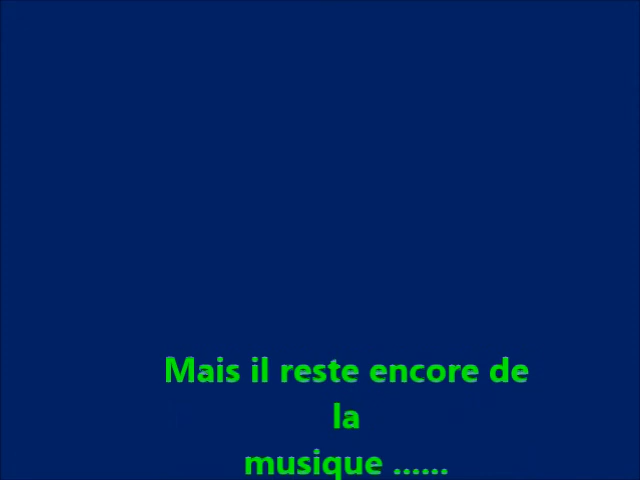 Mais il reste encore de
la
musique ......